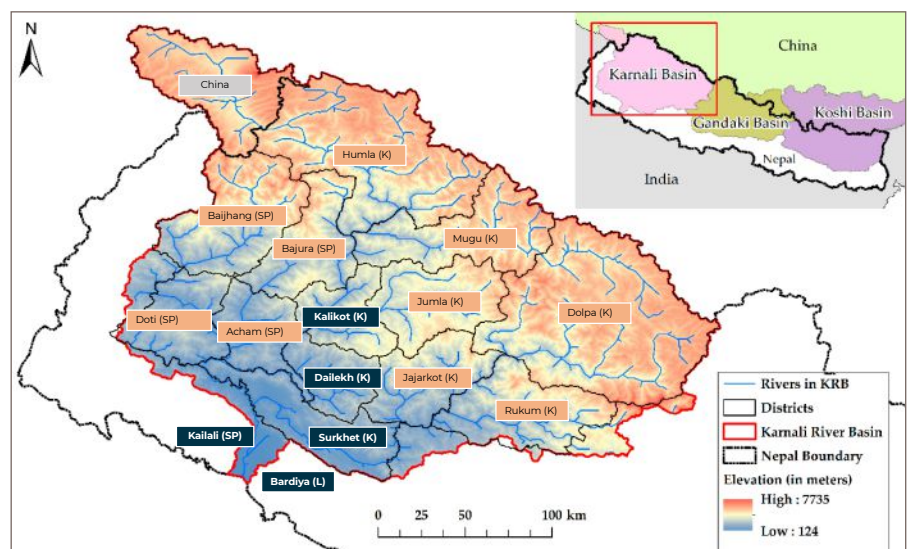 N
China
Humla (K)
Baijhang (SP)
Bajura (SP)
Mugu (K)
Jumla (K)
Dolpa (K)
Kalikot (K)
Doti (SP)
Acham (SP)
Dailekh (K)
Jajarkot (K)
Rukum (K)
Kailali (SP)
Surkhet (K)
Bardiya (L)
0 25 50 100 km
China
Karnali Basin
Koshi Basin
Gandaki Basin
Nepal
India
Rivers in KRB
Districts
Karnali River Basin
Nepal Boundary
Elevation (in meters)
High : 7735
Low : 124